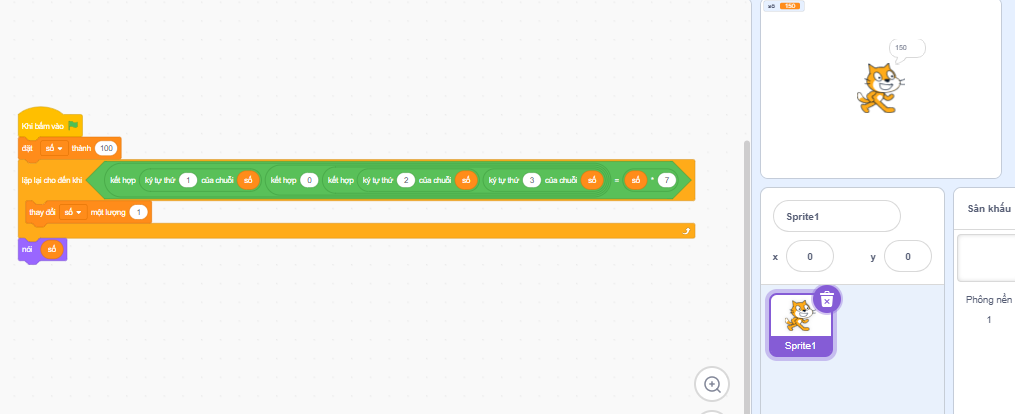 số 150
150
Khi bấm vào
đặt số thành 100
lặp lại cho đến khi kết hợp ký tự thứ 1 của chuỗi số kết hợp 0 kết hợp ký tự thứ 2 của chuỗi số ký tự thứ 3 của chuỗi số = số * 7
thay đổi số một lượng 1
nói số
Sprite1
x 0 y 0
Sprite1
Sân khấu
Phông nền
1